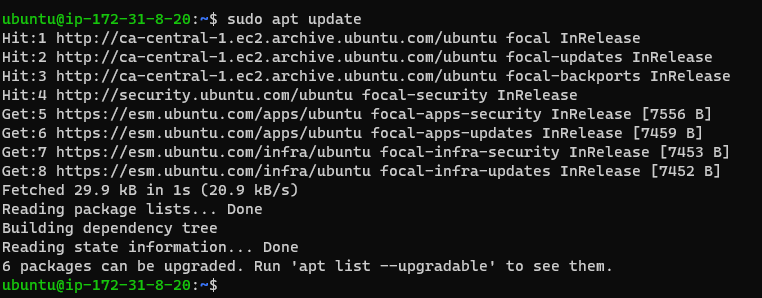 ubuntu@ip-172-31-8-20:~$ sudo apt update
Hit:1 http://ca-central-1.ec2.archive.ubuntu.com/ubuntu focal InRelease
Hit:2 http://ca-central-1.ec2.archive.ubuntu.com/ubuntu focal-updates InRelease
Hit:3 http://ca-central-1.ec2.archive.ubuntu.com/ubuntu focal-backports InRelease
Hit:4 http://security.ubuntu.com/ubuntu focal-security InRelease
Get:5 https://esm.ubuntu.com/apps/ubuntu focal-apps-security InRelease [7556 B]
Get:6 https://esm.ubuntu.com/apps/ubuntu focal-apps-updates InRelease [7459 B]
Get:7 https://esm.ubuntu.com/infra/ubuntu focal-infra-security InRelease [7453 B]
Get:8 https://esm.ubuntu.com/infra/ubuntu focal-infra-updates InRelease [7452 B]
Fetched 29.9 kB in 1s (20.9 kB/s)
Reading package lists... Done
Building dependency tree
Reading state information... Done
6 packages can be upgraded. Run 'apt list --upgradable' to see them.
ubuntu@ip-172-31-8-20:~$